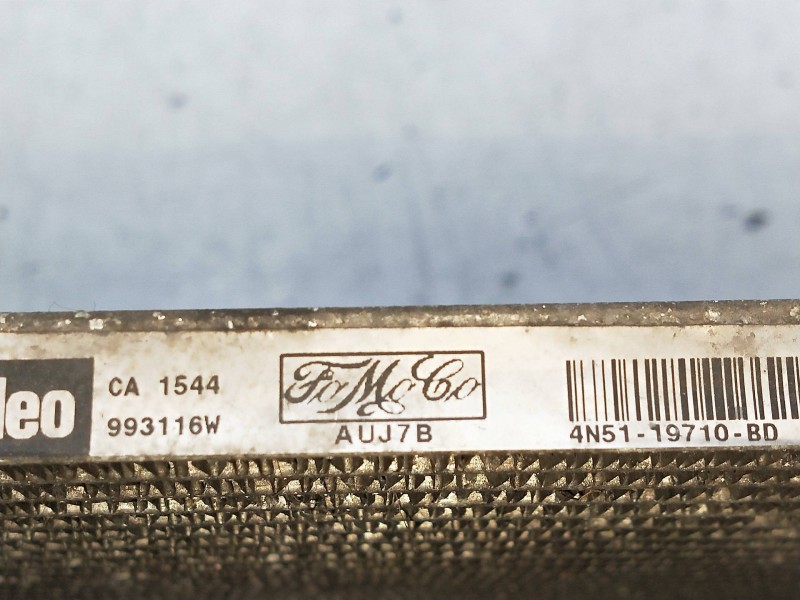 leo
CA 1544
993116W
FoMoCo
AUJ7B
4N51-19710-BD